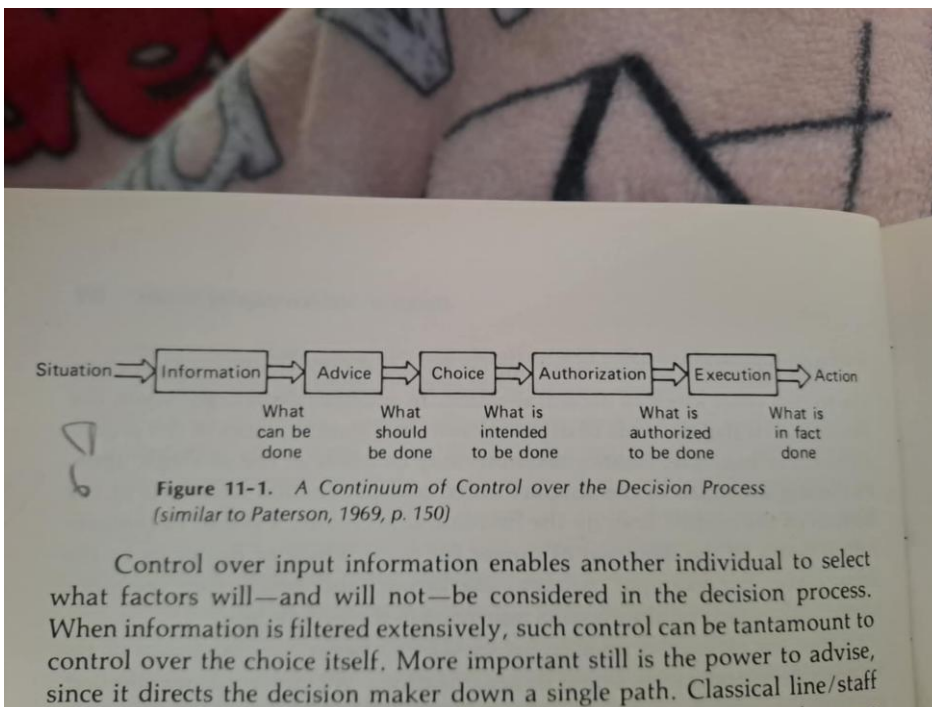 Situation Information Advice Choice Authorization Execution Action
What What What is What is What is
can be should intended authorized in fact
done be done to be done to be done done
Figure 11-1. A Continuum of Control over the Decision Process
(similar to Paterson, 1969, p. 150)
Control over input information enables another individual to select
what factors will—and will not—be considered in the decision process.
When information is filtered extensively, such control can be tantamount to
control over the choice itself. More important still is the power to advise,
since it directs the decision maker down a single path. Classical line/staff